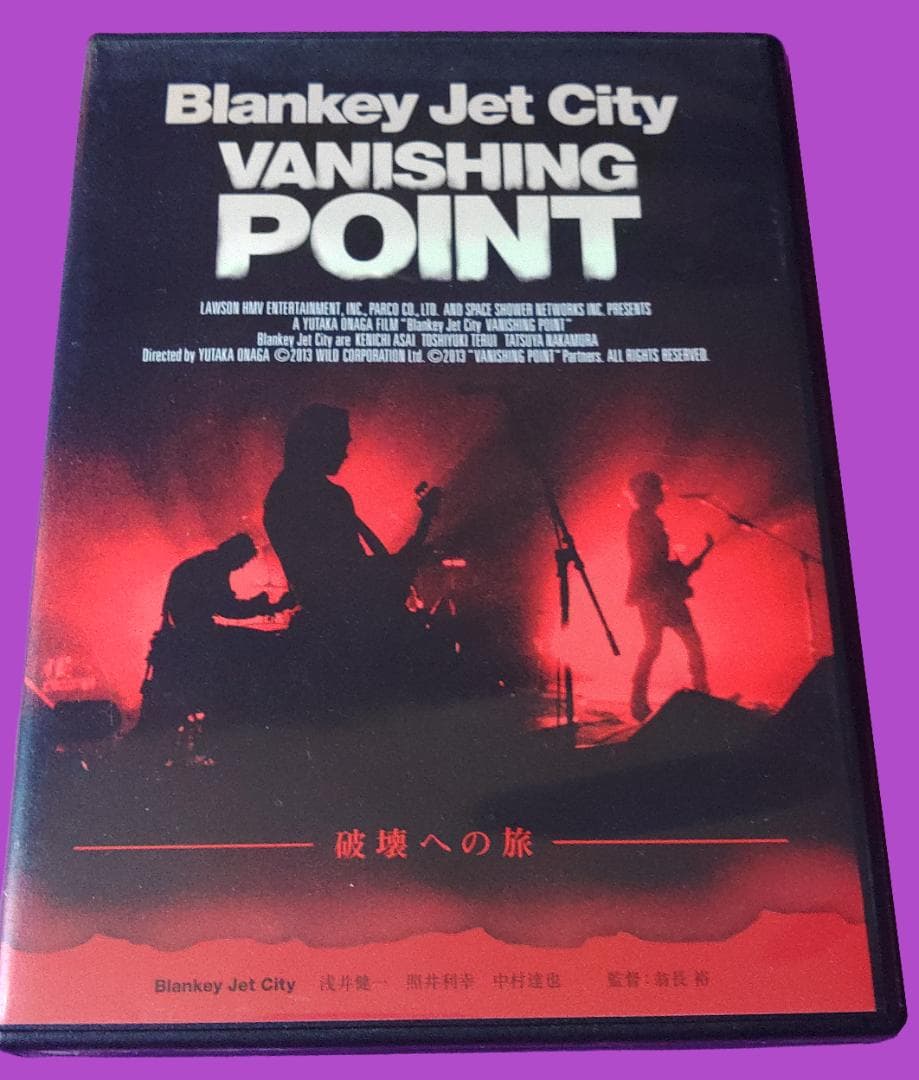 Blankey Jet City
VANISHING
POINT
LAWSON HMV ENTERTAINMENT, INC., PARCO CO., LTD. AND SPACE SHOWER NETWORKS INC. PRESENTS
A YUTAKA ONAGA FILM "Blankey Jet City VANISHING POINT"
Blankey Jet City are KENICHI ASAI TOSHIYUKI TERUI TATSUYA NAKAMURA
Directed by YUTAKA ONAGA ©2013 WILD CORPORATION Ltd. ©2013 "VANISHING POINT" Partners. ALL RIGHTS RESERVED.
破壊への旅
Blankey Jet City 浅井健一 照井利幸 中村達也 監督:翁長 裕